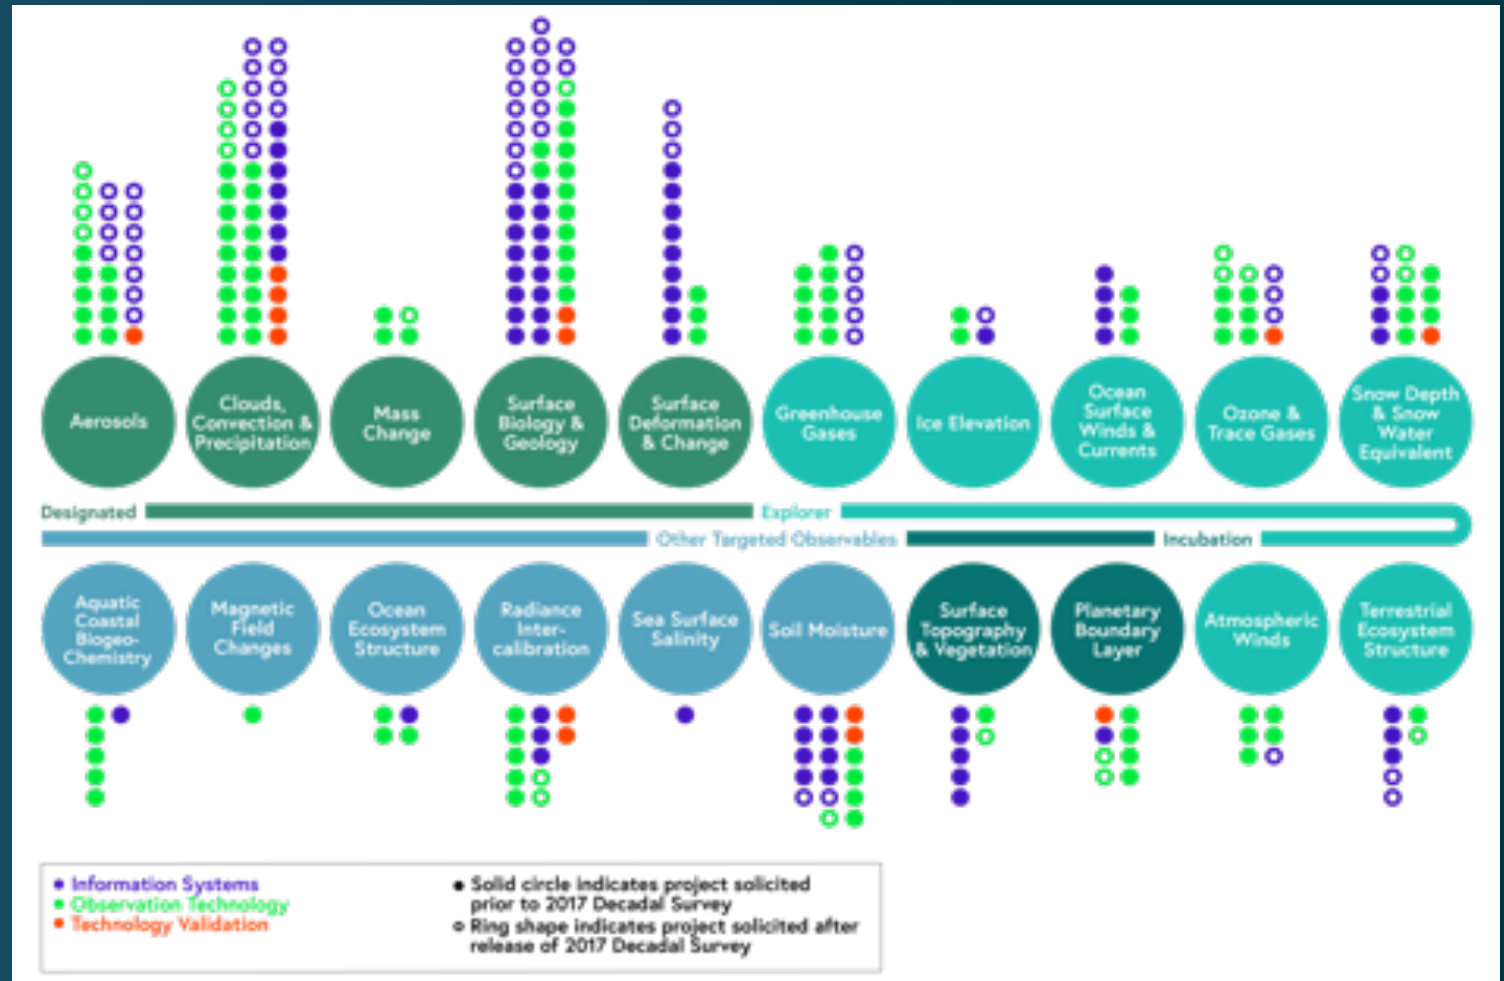 Aerosols
Clouds,
Convection &
Precipitation
Mass
Change
Surface
Biology &
Geology
Surface
Deformation
& Change
Greenhouse
Gases
Ice Elevation
Ocean
Surface
Winds &
Currents
Ozone &
Trace Gases
Snow Depth
& Snow
Water
Equivalent
Designated
Explorer
Other Targeted Observables
Incubation
Aquatic
Coastal
Biogeo-
Chemistry
Magnetic
Field
Changes
Ocean
Ecosystem
Structure
Radiance
Inter-
calibration
Sea Surface
Salinity
Soil Moisture
Surface
Topography
& Vegetation
Planetary
Boundary
Layer
Atmospheric
Winds
Terrestrial
Ecosystem
Structure
Information Systems
Observation Technology
Technology Validation
Solid circle indicates project solicited
prior to 2017 Decadal Survey
Ring shape indicates project solicited after
release of 2017 Decadal Survey